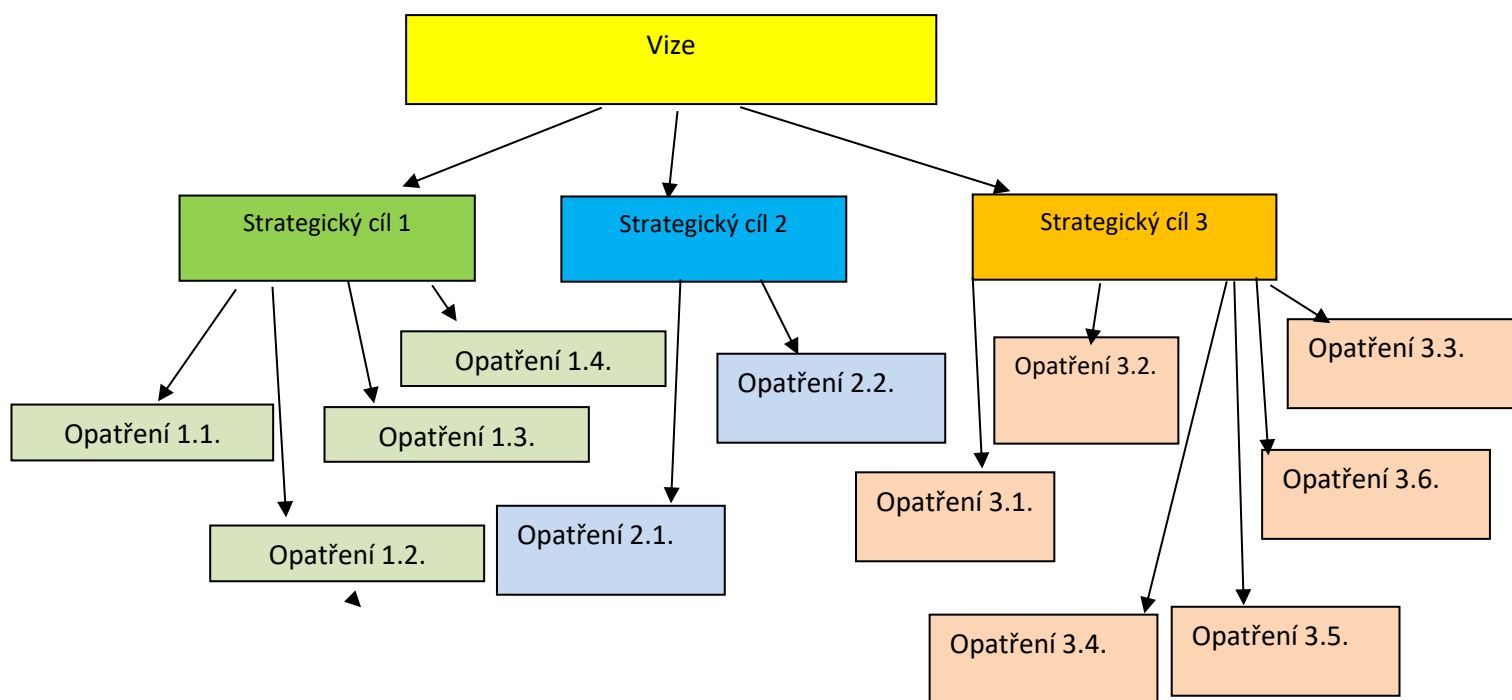 Vize
Strategický cíl 1
Strategický cíl 2
Strategický cíl 3
Opatření 1.4.
Opatření 2.2.
Opatření 3.2.
Opatření 3.3.
Opatření 1.1.
Opatření 1.3.
Opatření 3.1.
Opatření 3.6.
Opatření 1.2.
Opatření 2.1.
Opatření 3.4.
Opatření 3.5.